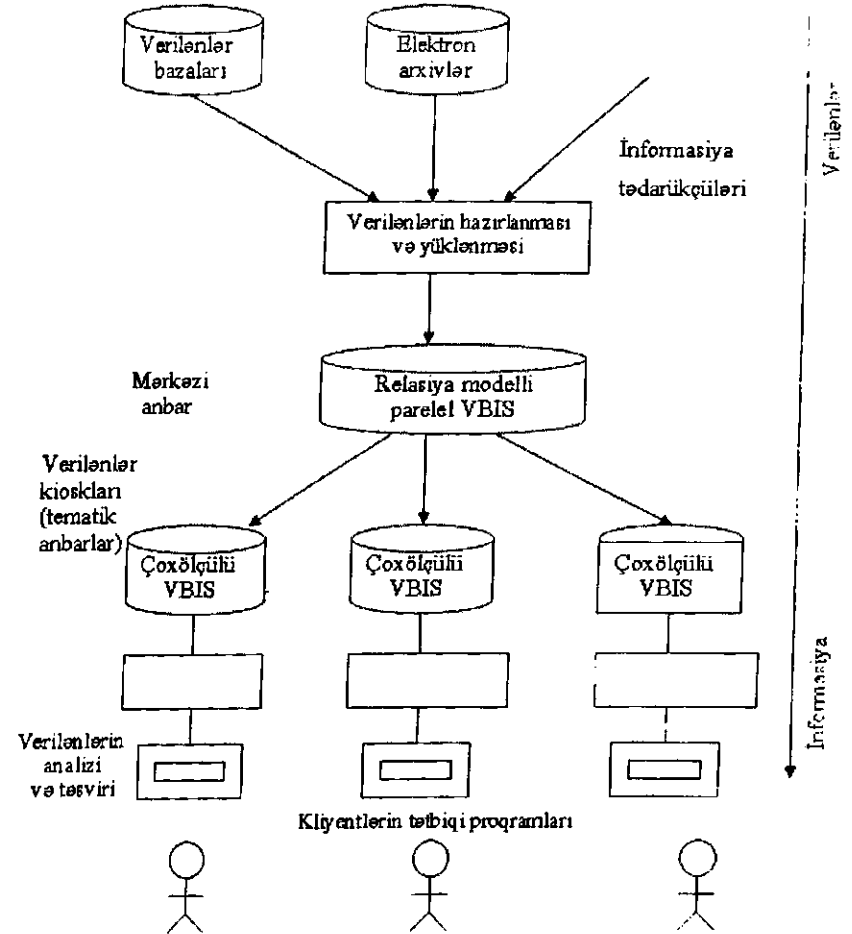 Verilənlər
bazaları
Elektron
arxivlər
İnformasiya
tədarükçüləri
Verilənlər
Verilənlərin hazırlanması
və yüklənməsi
Mərkəzi
anbar
Relasiya modelli
parelel VBIS
Verilənlər
kioskları
(tematik
anbarlar)
Çoxölçülü
VBIS
Çoxölçülü
VBIS
Çoxölçülü
VBIS
İnformasiya
Verilənlərin
analizi
və təsviri
Kliyentlərin tətbiqi proqramları